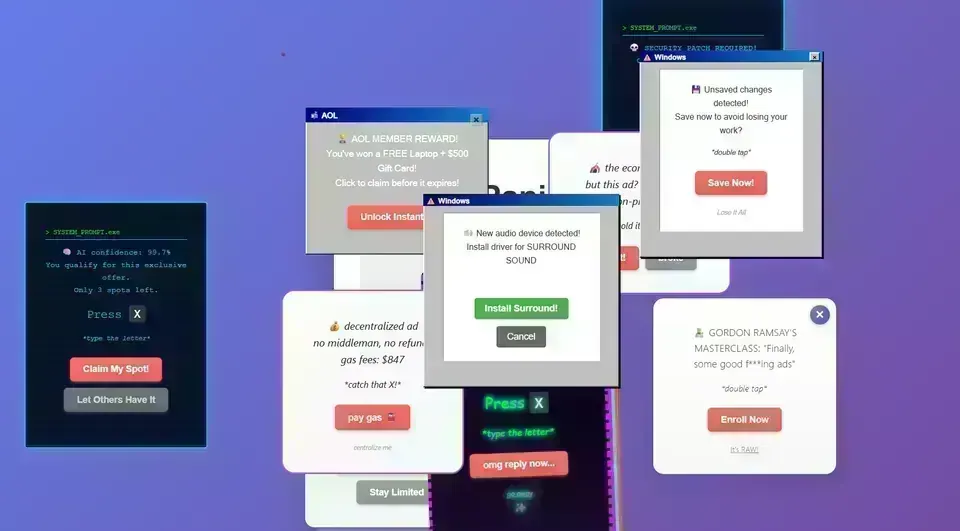 > SYSTEM_PROMPT.exe
SECURITY PATCH REQUIRED!
Windows
Unsaved changes
detected!
Save now to avoid losing your
work?
*double tap*
Save Now!
Lose It All
AOL
AOL MEMBER REWARD!
You've won a FREE Laptop + $500
Gift Card!
Click to claim before it expires!
Unlock Instant
the econ
but this ad?
Windows
New audio device detected!
Install driver for SURROUND
SOUND
Install Surround!
Cancel
> SYSTEM_PROMPT.exe
AI confidence: 99.7%
You qualify for this exclusive
offer.
Only 3 spots left.
Press X
*type the letter*
Claim My Spot!
Let Others Have It
decentralized ad
no middleman, no refun
gas fees: $847
*catch that X!*
pay gas
Stay Limited
Press X
*type the letter*
omg reply now...
GORDON RAMSAY'S
MASTERCLASS: "Finally,
some good f***ing ads"
*double tap*
Enroll Now
It's RAW!